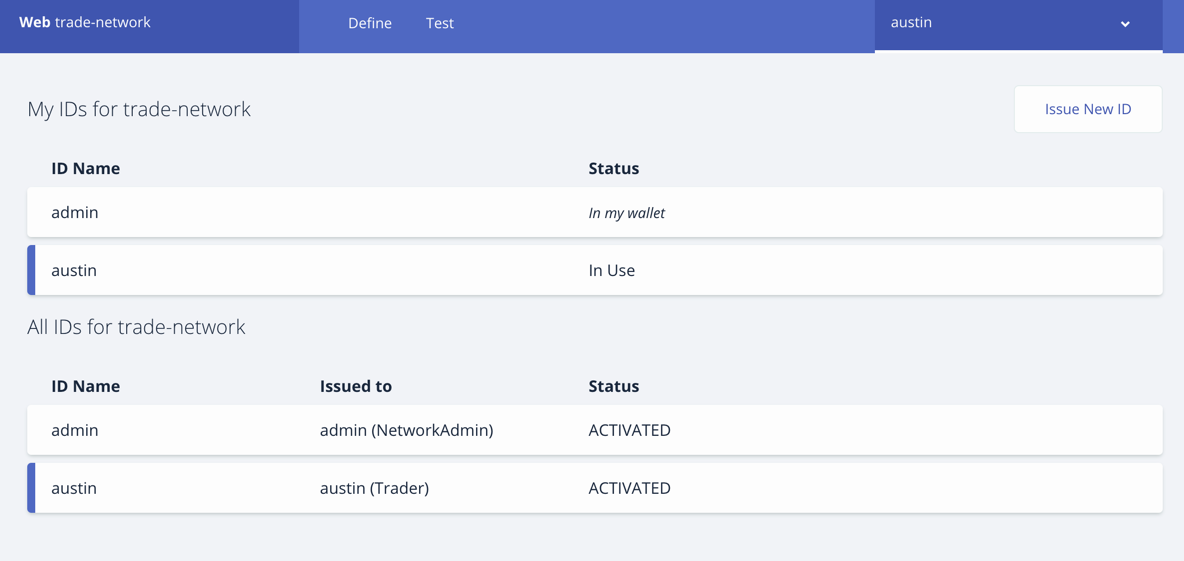 Web trade-network Define Test austin
My IDs for trade-network Issue New ID
ID Name Status
admin In my wallet
austin In Use
All IDs for trade-network
ID Name Issued to Status
admin admin (NetworkAdmin) ACTIVATED
austin austin (Trader) ACTIVATED